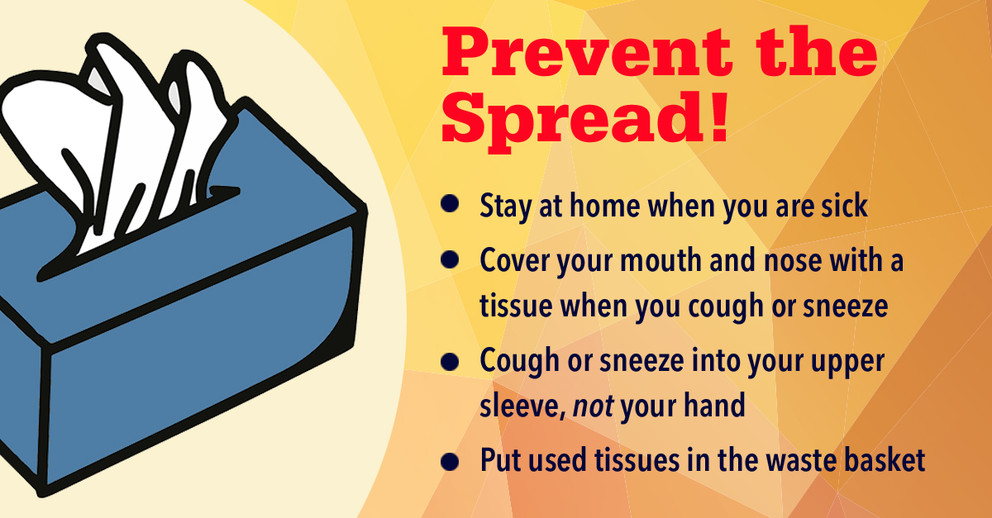 Prevent the
Spread!
• Stay at home when you are sick
• Cover your mouth and nose with a
tissue when you cough or sneeze
• Cough or sneeze into your upper
sleeve, not your hand
• Put used tissues in the waste basket